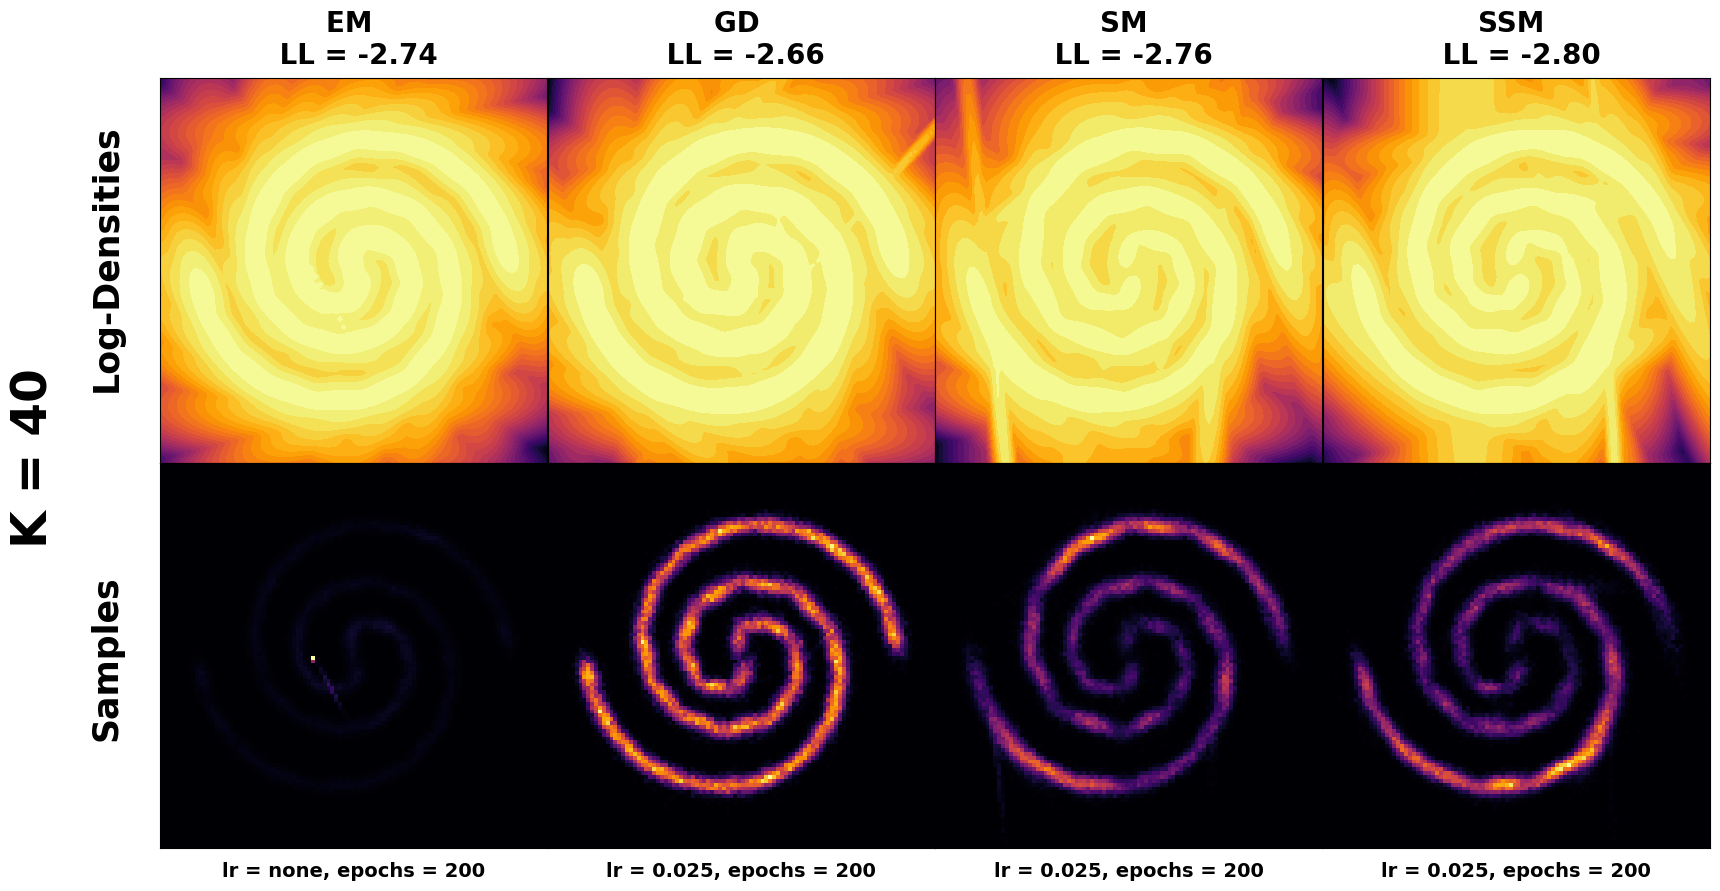 EM
LL = -2.74
GD
LL = -2.66
SM
LL = -2.76
SSM
LL = -2.80
K = 40
Log-Densities
Samples
lr = none, epochs = 200
lr = 0.025, epochs = 200
lr = 0.025, epochs = 200
lr = 0.025, epochs = 200